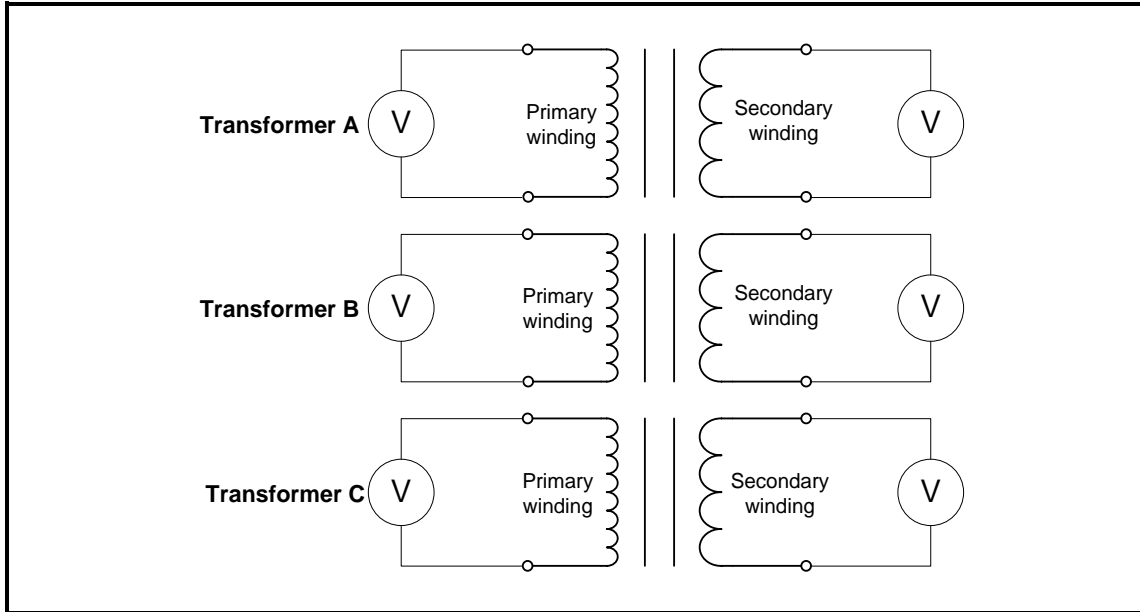 Transformer A
V
Primary
winding
Secondary
winding
V
Transformer B
V
Primary
winding
Secondary
winding
V
Transformer C
V
Primary
winding
Secondary
winding
V